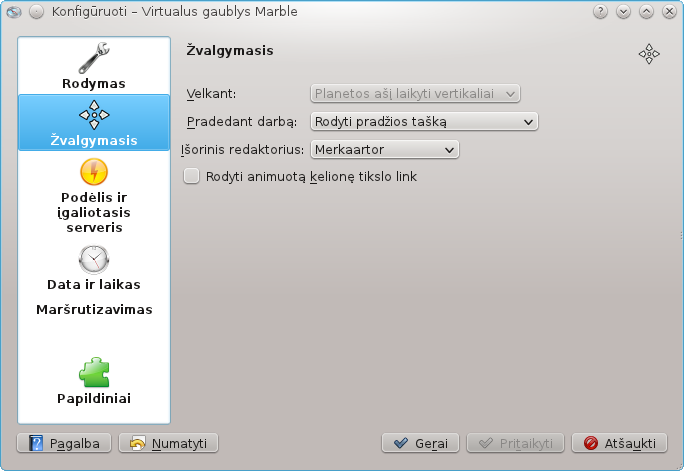 Konfigūruoti – Virtualus gaublys Marble
Rodymas
Žvalgymasis
Podėlis ir
įgaliotasis
serveris
Data ir laikas
Maršrutizavimas
Papildiniai
Žvalgymasis
Velkant: Planetos ašį laikyti vertikaliai
Pradedant darbą: Rodyti pradžios tašką
Išorinis redaktorius: Merkaartor
Rodyti animuotą kelionę tikslo link
Pagalba Numatyti Gerai Pritaikyti Atšaukti